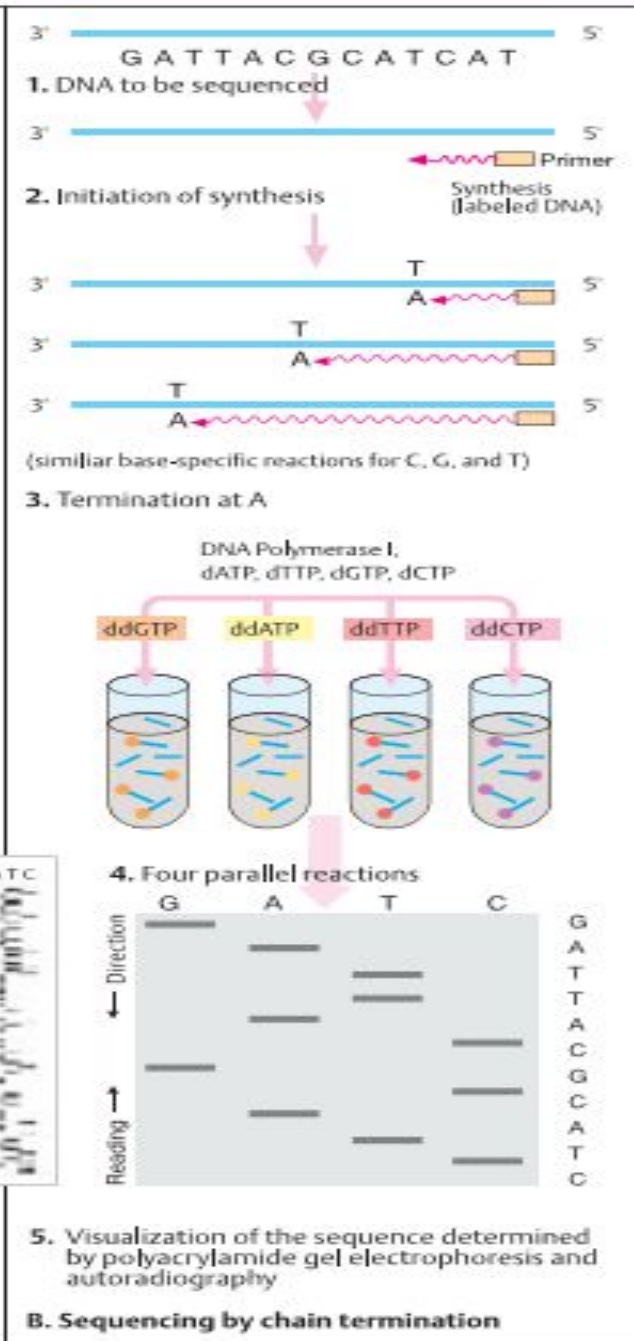 3' 5'
G A T T A C G C A T C A T
1. DNA to be sequenced
3' 5'
Primer
2. Initiation of synthesis
Synthesis
(labeled DNA)
T
3' 5'
A
T
3' 5'
A
T
3' 5'
A
(similiar base-specific reactions for C, G, and T)
3. Termination at A
DNA Polymerase I,
dATP, dTTP, dGTP, dCTP
ddGTP ddATP ddTTP ddCTP
T C
4. Four parallel reactions
G A T C
Direction
Reading
G
A
T
T
A
C
G
C
A
T
C
5. Visualization of the sequence determined
by polyacrylamide gel electrophoresis and
autoradiography
B. Sequencing by chain termination